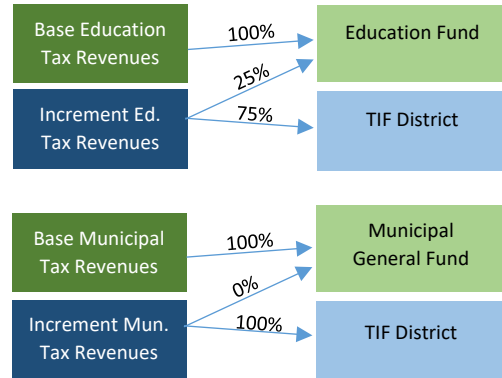 Base Education
Tax Revenues
100%
Education Fund
25%
Increment Ed.
Tax Revenues
75%
TIF District
Base Municipal
Tax Revenues
100%
Municipal
General Fund
0%
Increment Mun.
Tax Revenues
100%
TIF District